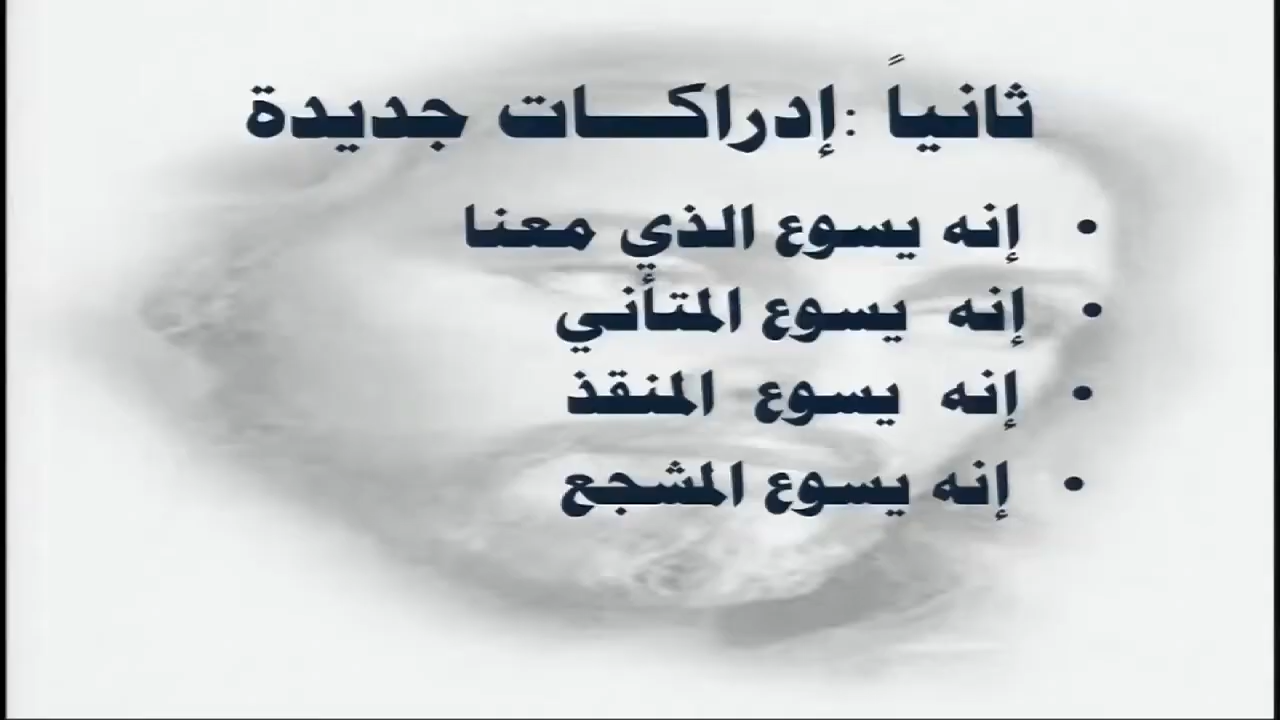 ثانياً :إدراكـــات جديدة
• إنه يسوع الذي معنا
• إنه يسوع المتأني
• إنه يسوع المنقذ
• إنه يسوع المشجع